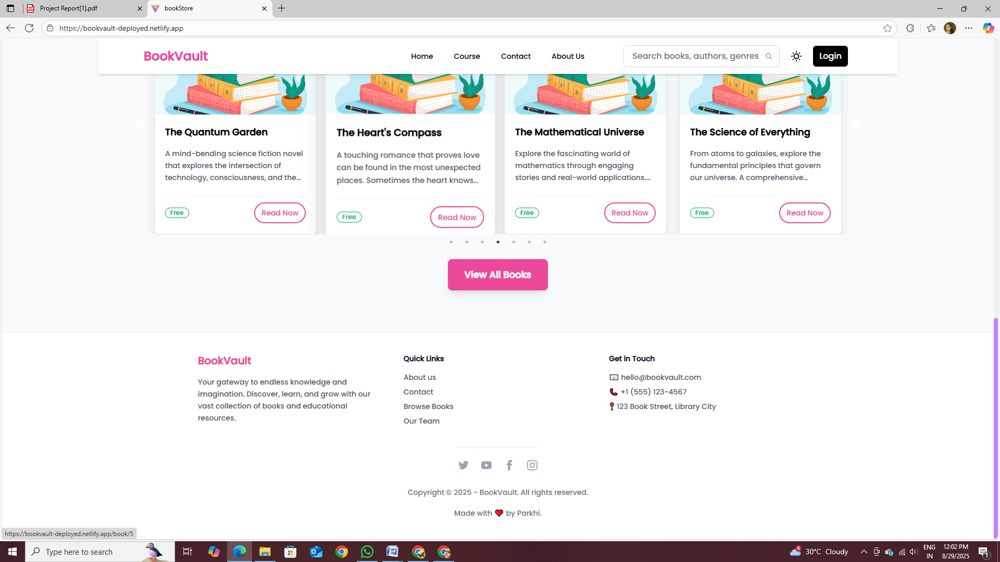 Project Report[1].pdf
bookStore
https://bookvault-deployed.netlify.app
BookVault
Home
Course
Contact
About Us
Search books, authors, genres
Login
The Quantum Garden
A mind-bending science fiction novel
that explores the intersection of
technology, consciousness, and the...
Free
Read Now
The Heart's Compass
A touching romance that proves love
can be found in the most unexpected
places. Sometimes the heart knows...
Free
Read Now
The Mathematical Universe
Explore the fascinating world of
mathematics through engaging
stories and real-world applications....
Free
Read Now
The Science of Everything
From atoms to galaxies, explore the
fundamental principles that govern
our universe. A comprehensive...
Free
Read Now
View All Books
BookVault
Your gateway to endless knowledge and
imagination. Discover, learn, and grow with our
vast collection of books and educational
resources.
Quick Links
About us
Contact
Browse Books
Our Team
Get in Touch
hello@bookvault.com
+1 (555) 123-4567
123 Book Street, Library City
Copyright © 2025 - BookVault. All rights reserved.
Made with ❤️ by Parkhi.
https://bookvault-deployed.netlify.app/book/5
Type here to search
6
30°C Cloudy
ENG
IN
12:02 PM
8/29/2025
1